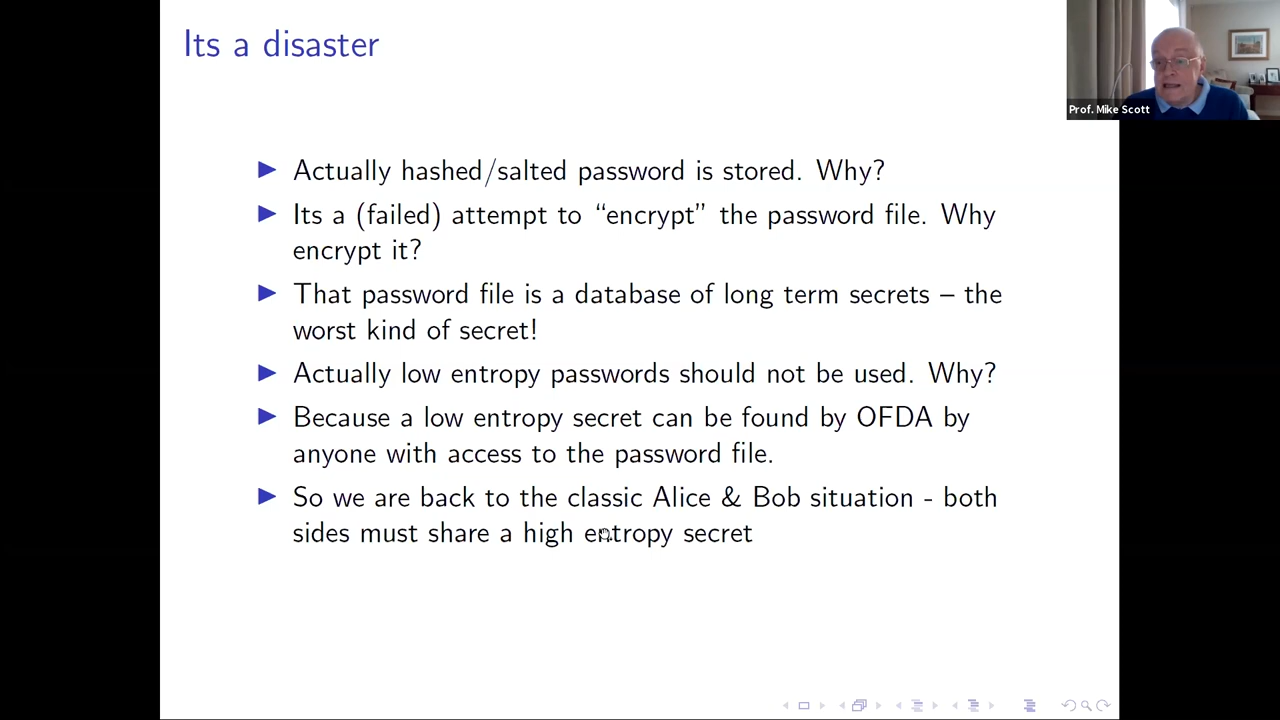 Its a disaster
Prof. Mike Scott
Actually hashed/salted password is stored. Why?
Its a (failed) attempt to “encrypt” the password file. Why
encrypt it?
That password file is a database of long term secrets – the
worst kind of secret!
Actually low entropy passwords should not be used. Why?
Because a low entropy secret can be found by OFDA by
anyone with access to the password file.
So we are back to the classic Alice & Bob situation - both
sides must share a high entropy secret